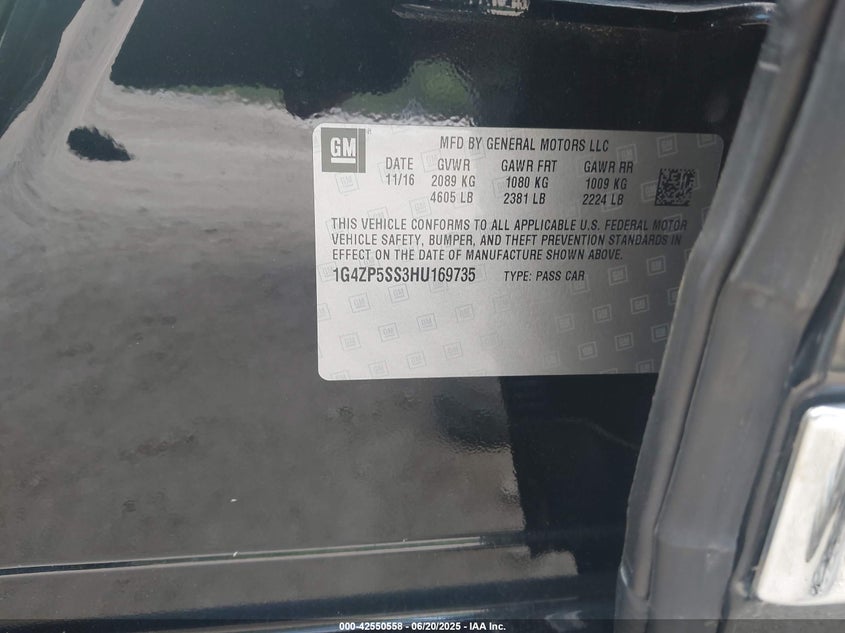 GM
MFD BY GENERAL MOTORS LLC
DATE GVWR GAWR FRT GAWR RR
11/16 2089 KG 1080 KG 1009 KG
4605 LB 2381 LB 2224 LB
THIS VEHICLE CONFORMS TO ALL APPLICABLE U.S. FEDERAL MOTOR
VEHICLE SAFETY, BUMPER, AND THEFT PREVENTION STANDARDS IN
EFFECT ON THE DATE OF MANUFACTURE SHOWN ABOVE.
1G4ZP5SS3HU169735 TYPE: PASS CAR
000-42550558 - 06/20/2025 - IAA Inc.